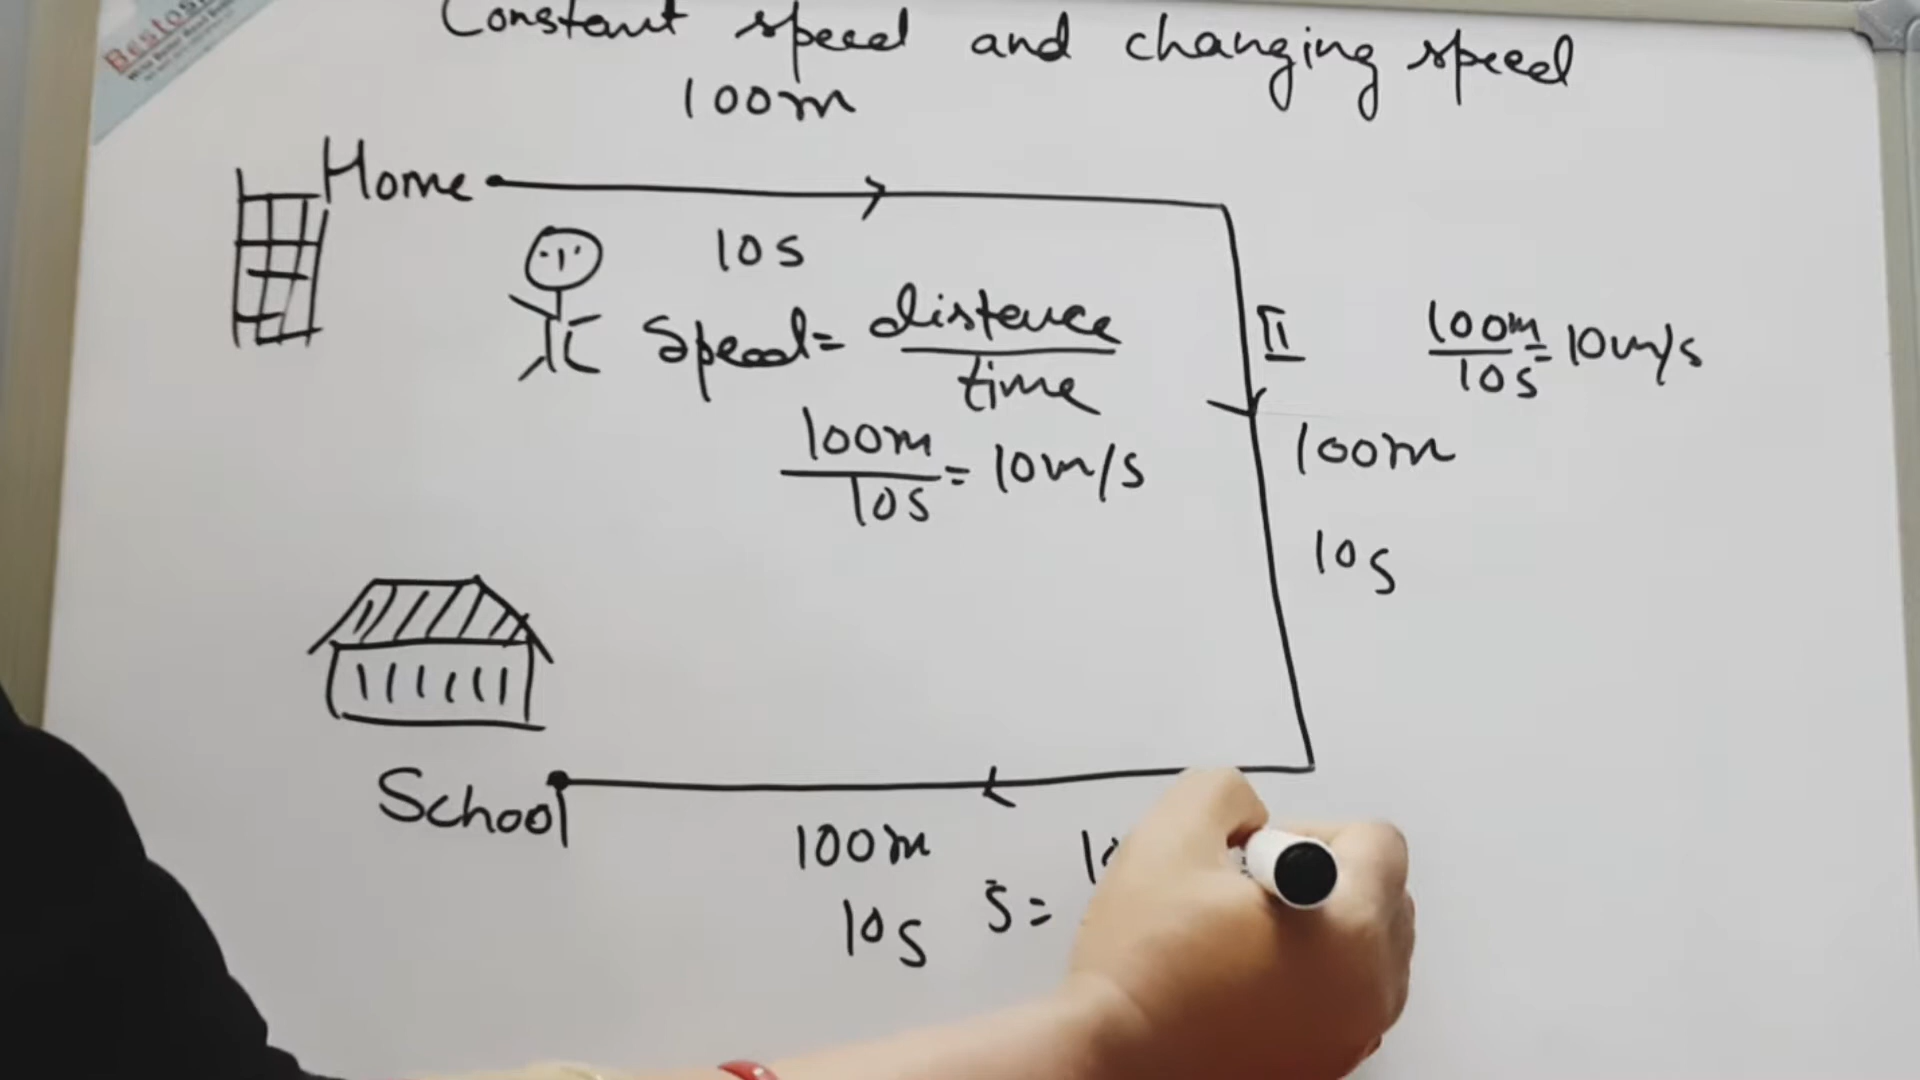 Constant speed and changing speed
100m
Home
10s
Speed = distance
time
100m
10s
= 10m/s
II
100m
10s
= 10m/s
100m
10s
School
100m
10s
S =